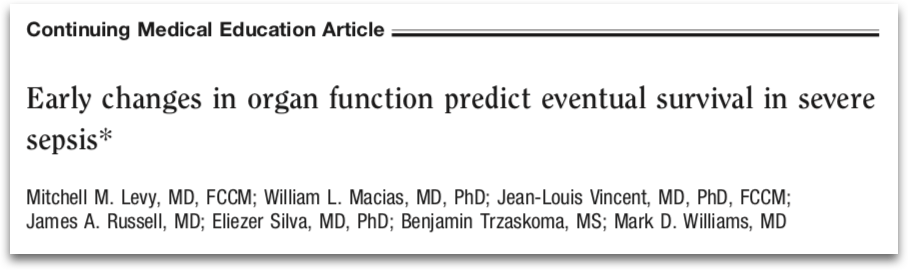 Continuing Medical Education Article
Early changes in organ function predict eventual survival in severe
sepsis*
Mitchell M. Levy, MD, FCCM; William L. Macias, MD, PhD; Jean-Louis Vincent, MD, PhD, FCCM;
James A. Russell, MD; Eliezer Silva, MD, PhD; Benjamin Trzaskoma, MS; Mark D. Williams, MD